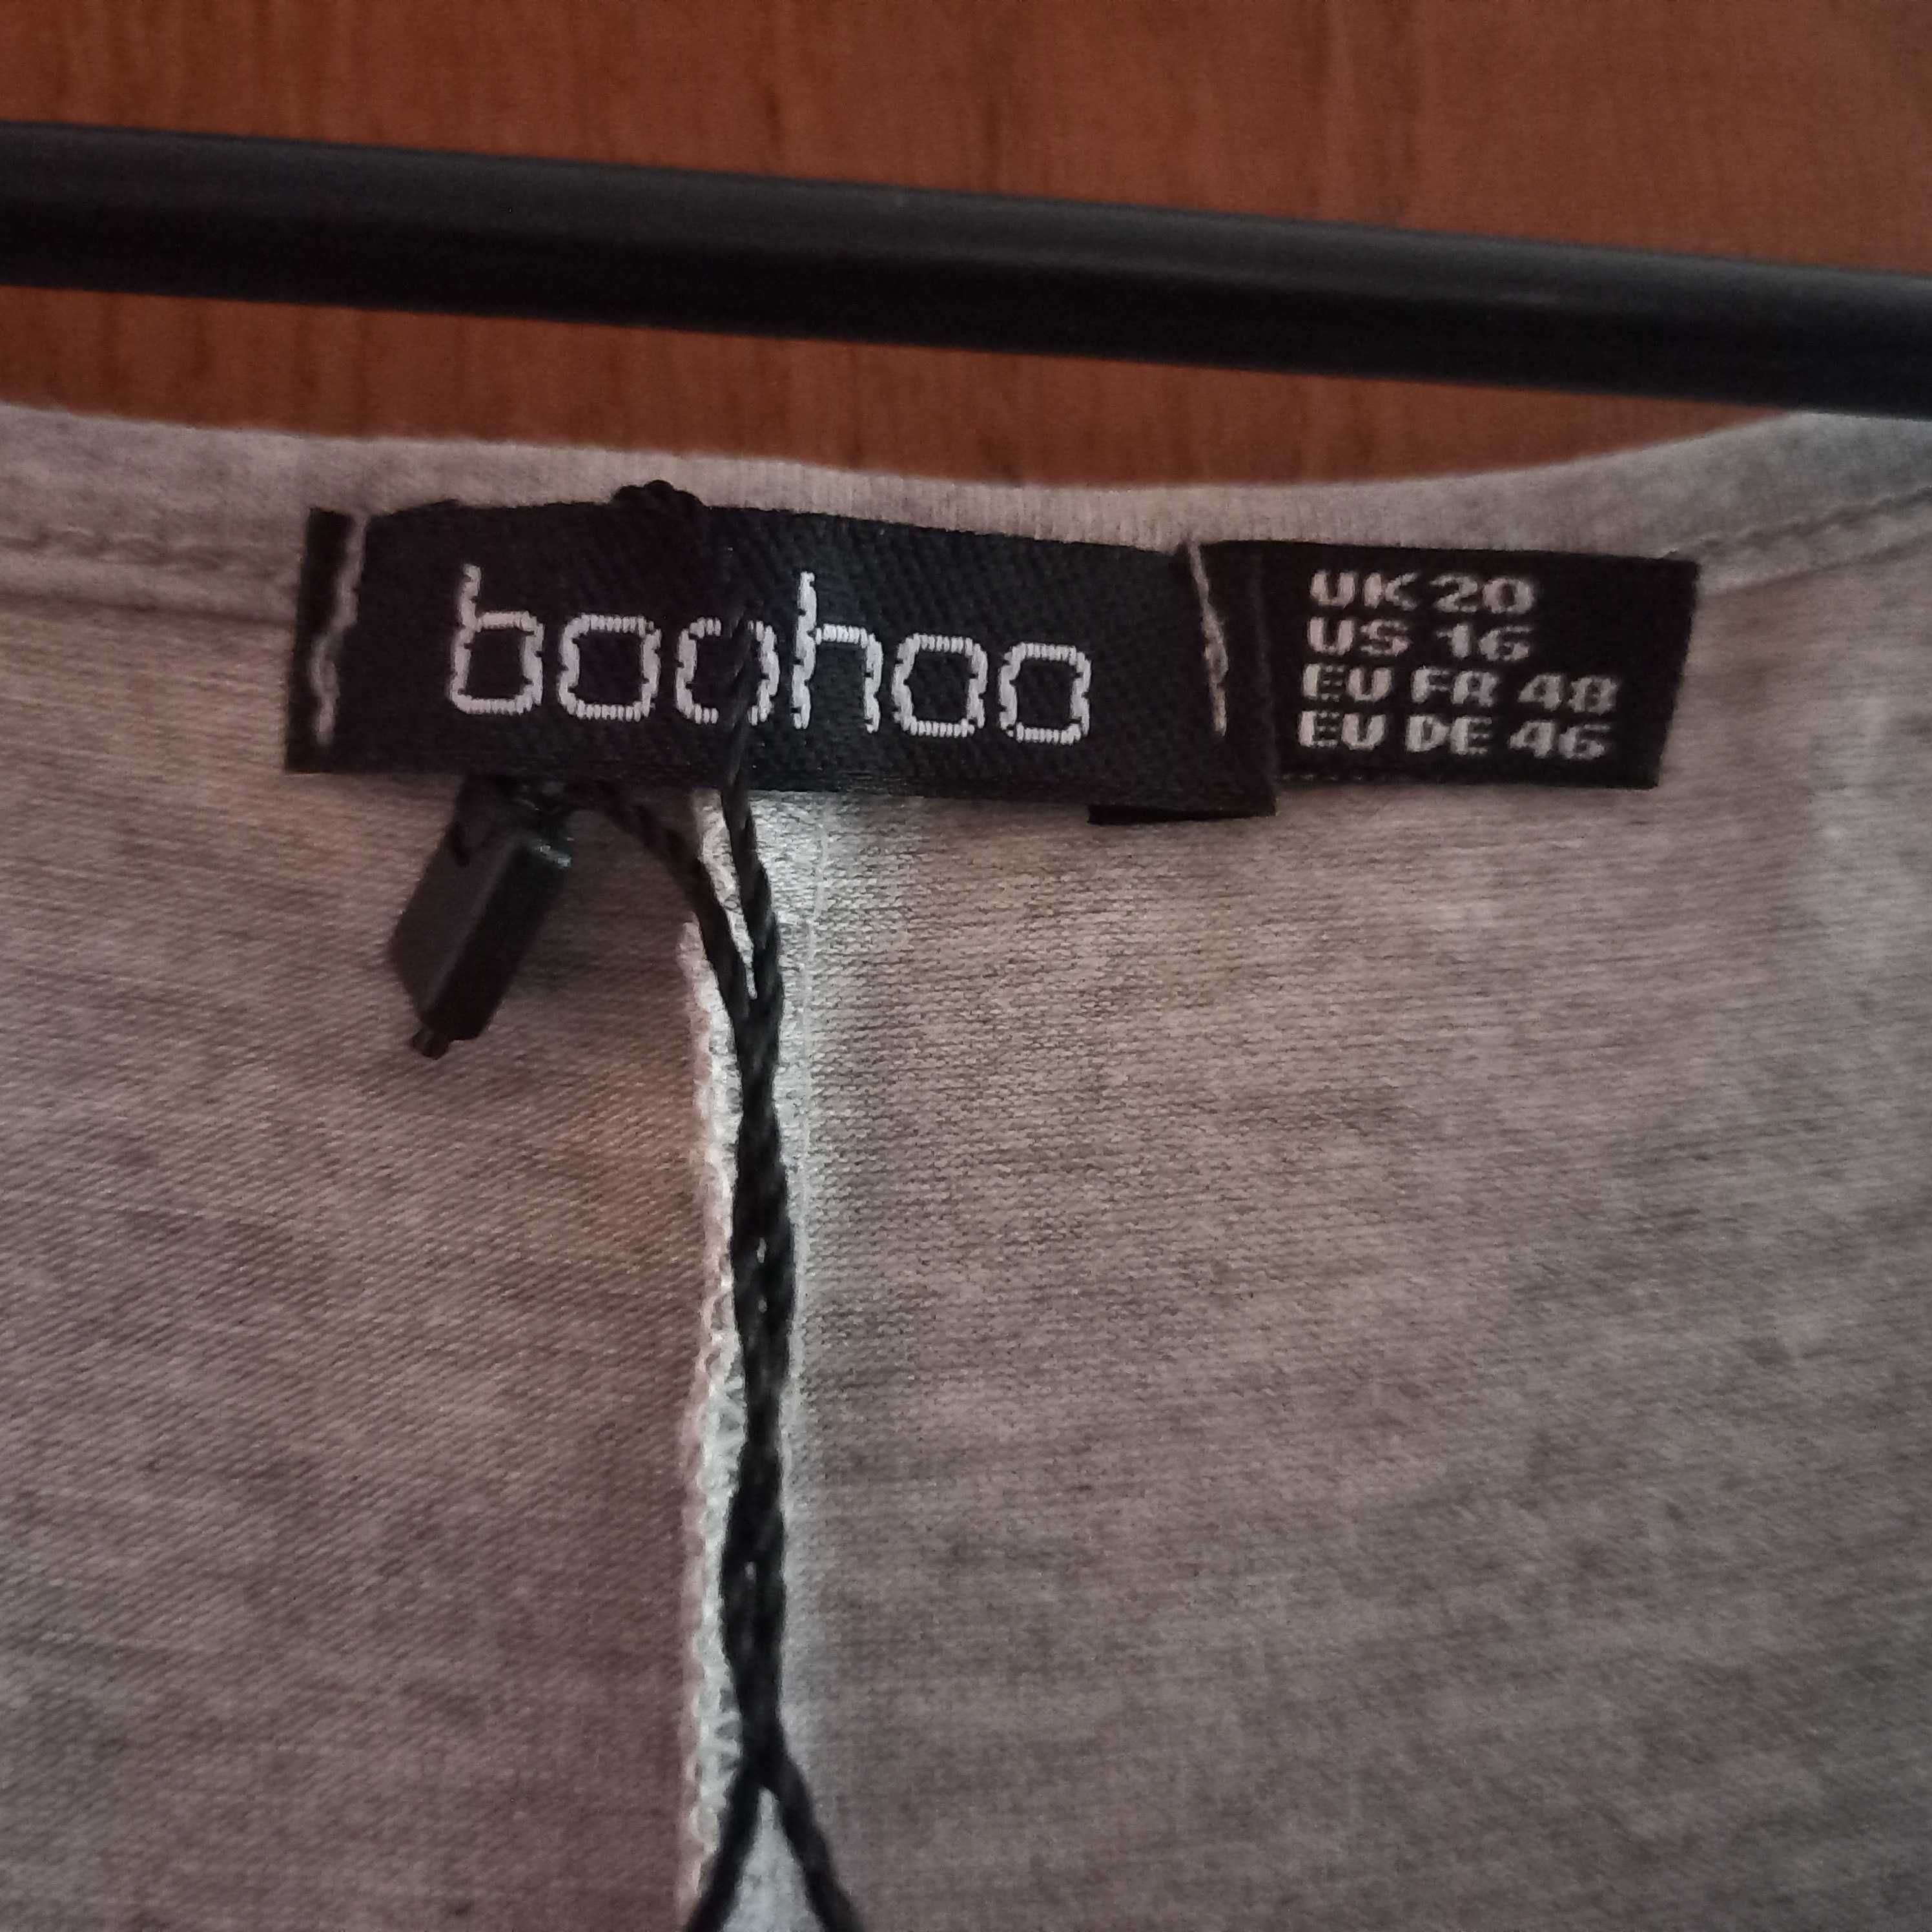 boohoo
UK 20
US 16
EU FR 48
EU DE 46